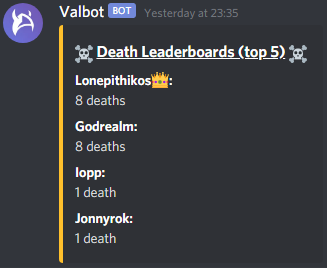 Valbot BOT Yesterday at 23:35
☠️ Death Leaderboards (top 5) ☠️
Lonepithikos👑:
8 deaths
Godrealm:
8 deaths
lopp:
1 death
Jonnyrok:
1 death